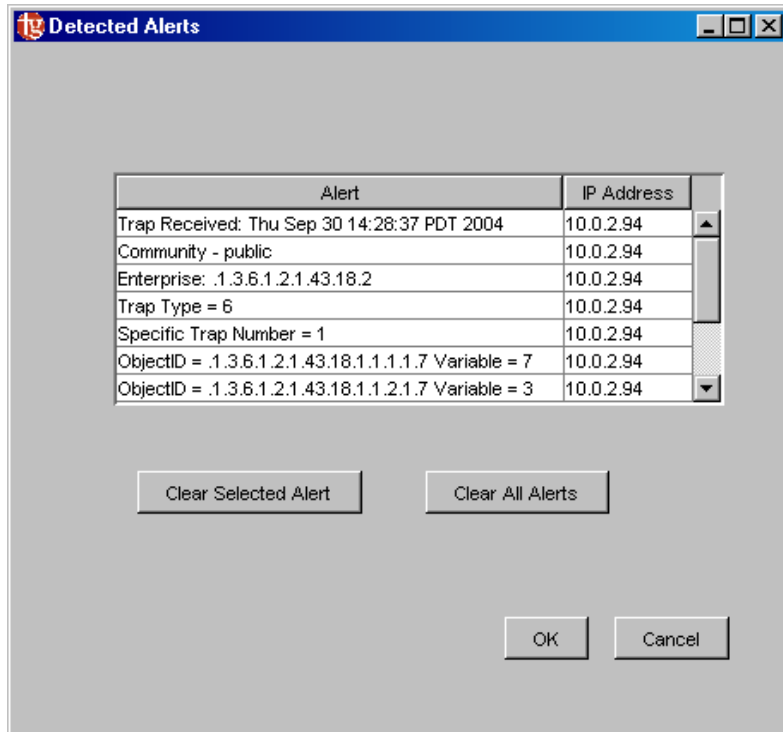 tg Detected Alerts
Alert IP Address
Trap Received: Thu Sep 30 14:28:37 PDT 2004 10.0.2.94
Community - public 10.0.2.94
Enterprise: .1.3.6.1.2.1.43.18.2 10.0.2.94
Trap Type = 6 10.0.2.94
Specific Trap Number = 1 10.0.2.94
ObjectID = .1.3.6.1.2.1.43.18.1.1.1.1.7 Variable = 7 10.0.2.94
ObjectID = .1.3.6.1.2.1.43.18.1.1.2.1.7 Variable = 3 10.0.2.94
Clear Selected Alert Clear All Alerts
OK Cancel